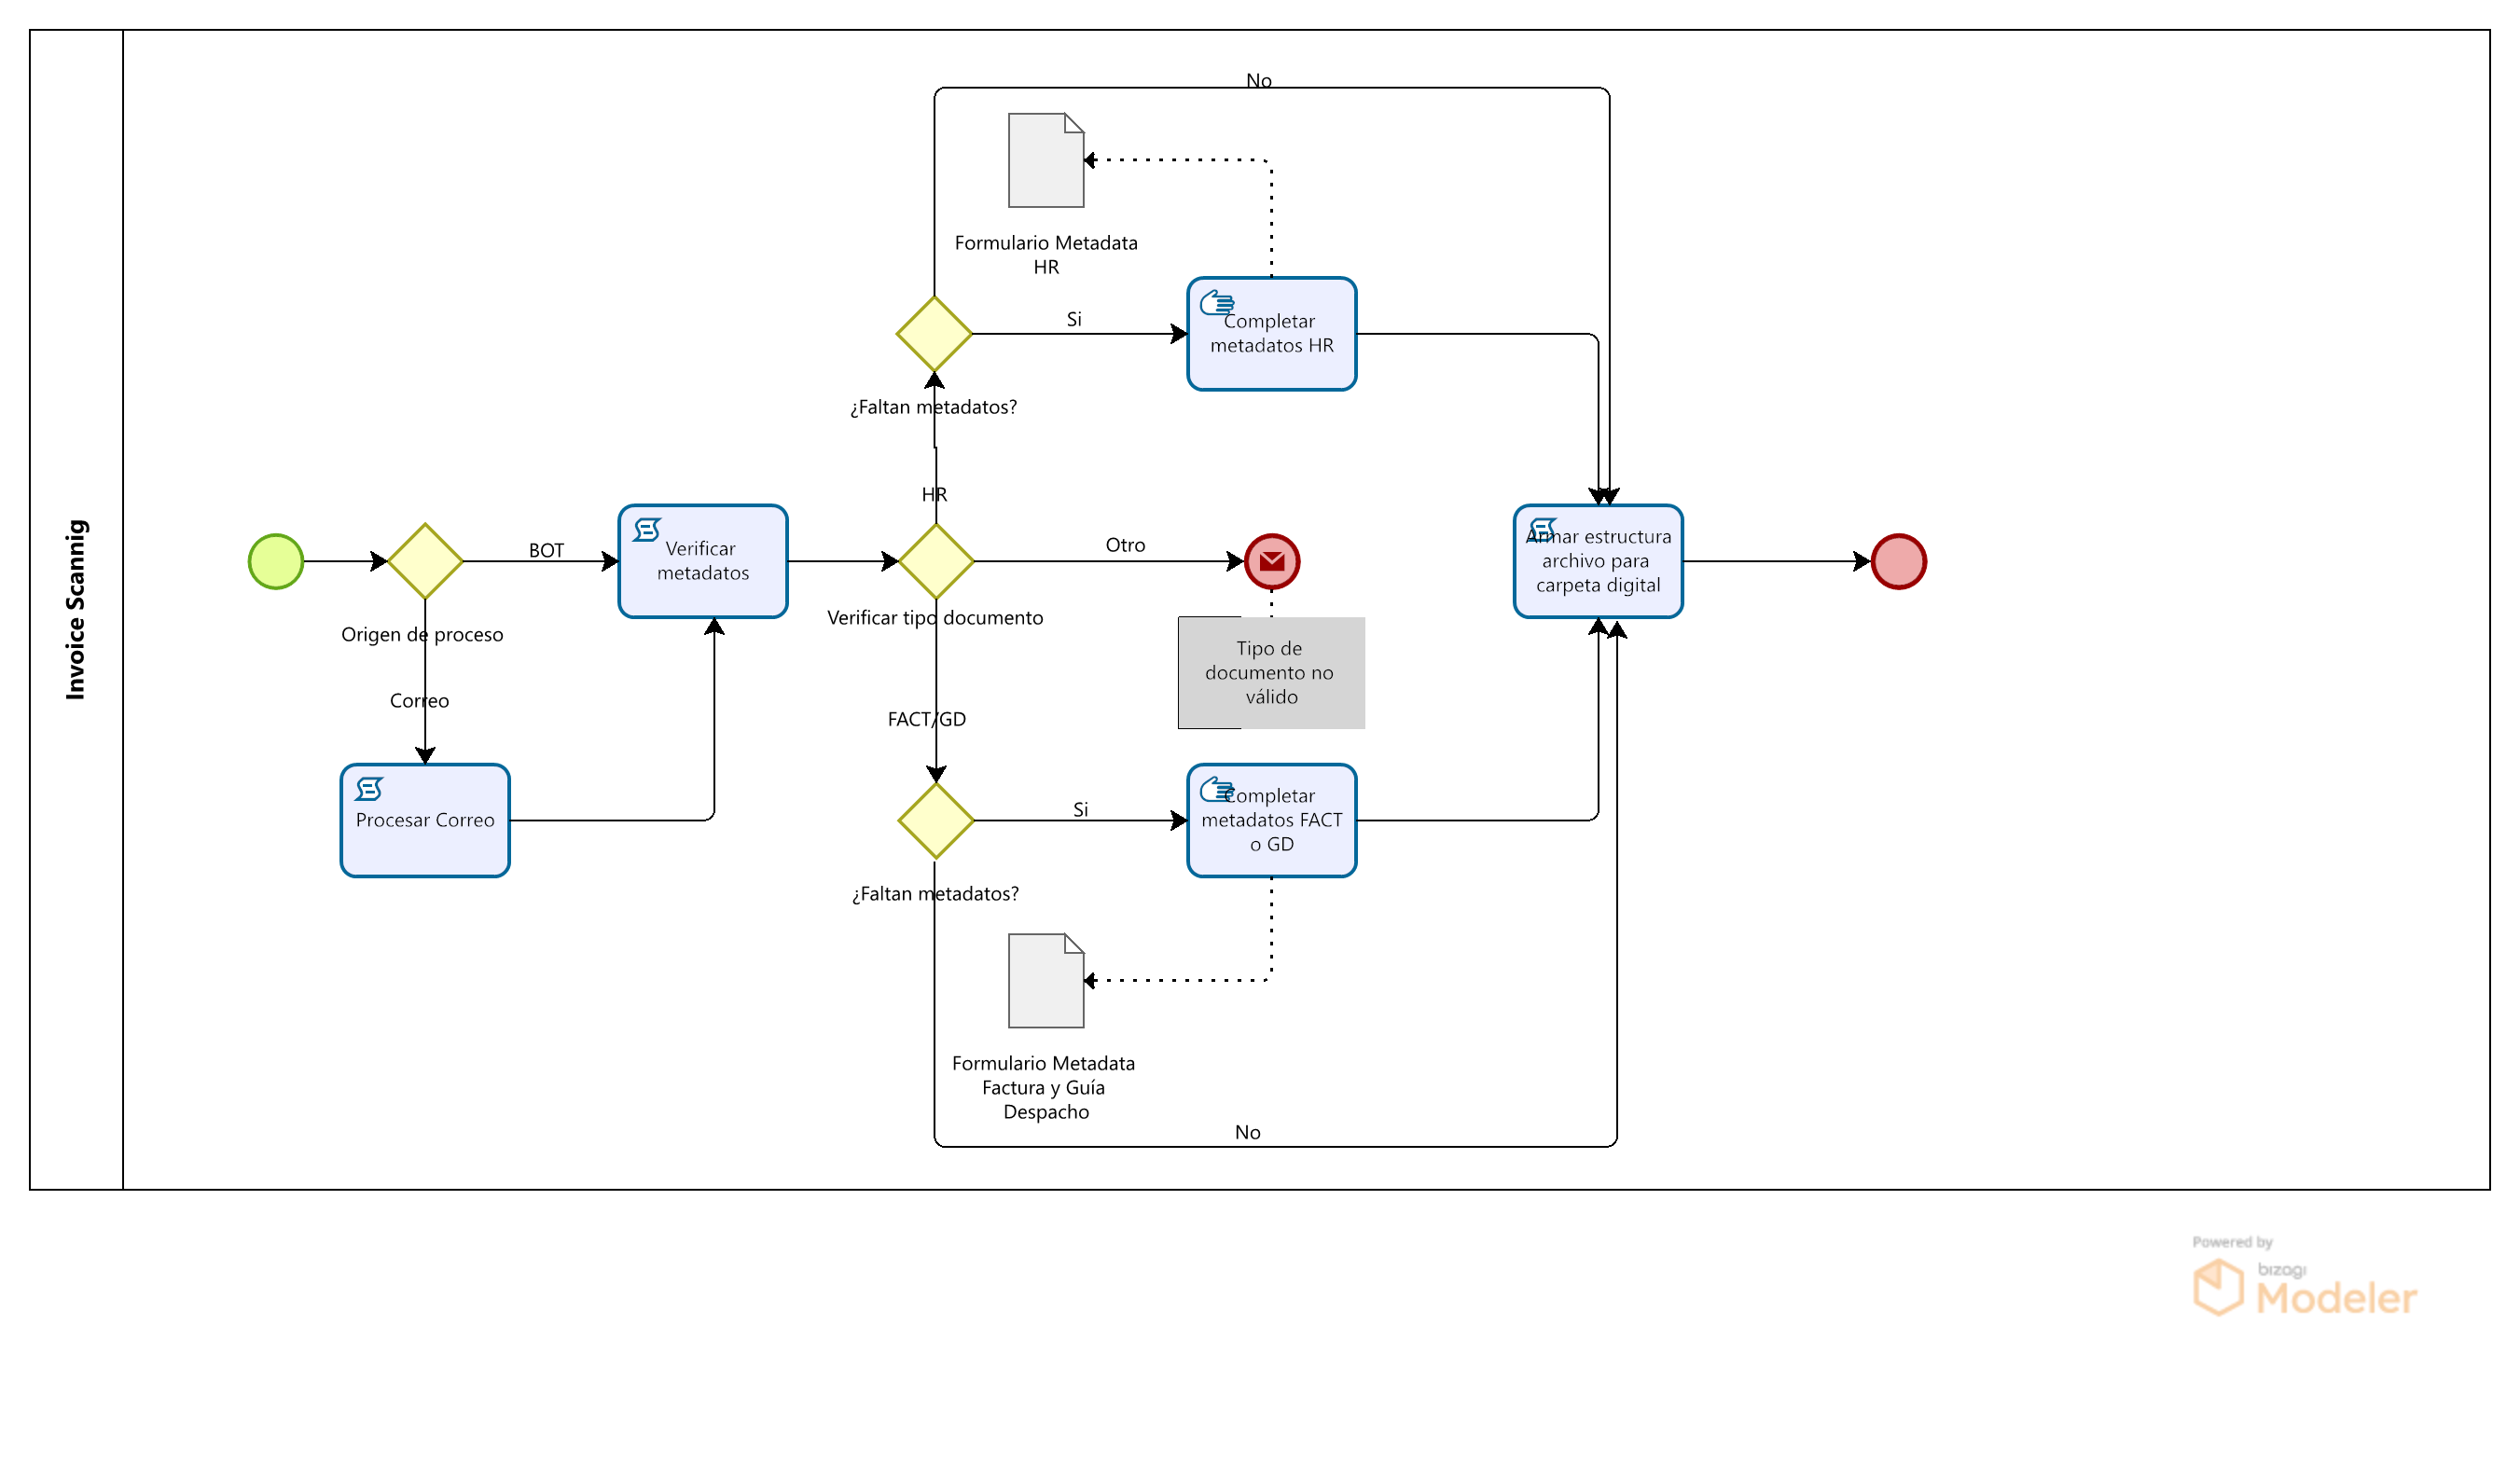 Invoice Scannig
No
Formulario Metadata
HR
Si
Completar
metadatos HR
¿Faltan metadatos?
HR
BOT
Verificar
metadatos
Otro
Armar estructura
archivo para
carpeta digital
Origen de proceso
Verificar tipo documento
Tipo de
documento no
válido
Correo
FACT/GD
Procesar Correo
Si
Completar
metadatos FACT
o GD
¿Faltan metadatos?
Formulario Metadata
Factura y Guía
Despacho
No
Powered by
bizagi
Modeler